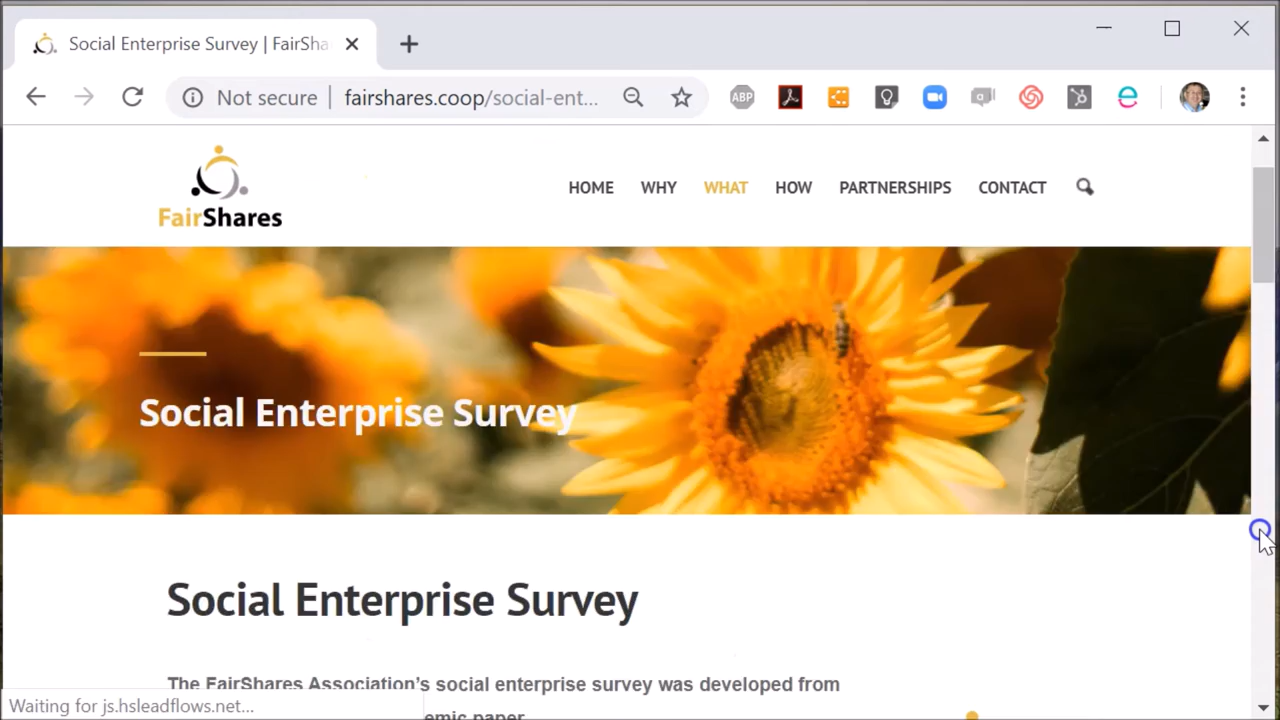 Social Enterprise Survey | FairSha
Not secure
fairshares.coop/social-ent...
ABP
FairShares
HOME
WHY
WHAT
HOW
PARTNERSHIPS
CONTACT
Social Enterprise Survey
Social Enterprise Survey
The FairShares Association's social enterprise survey was developed from
emic paper
Waiting for js.hsleadflows.net...